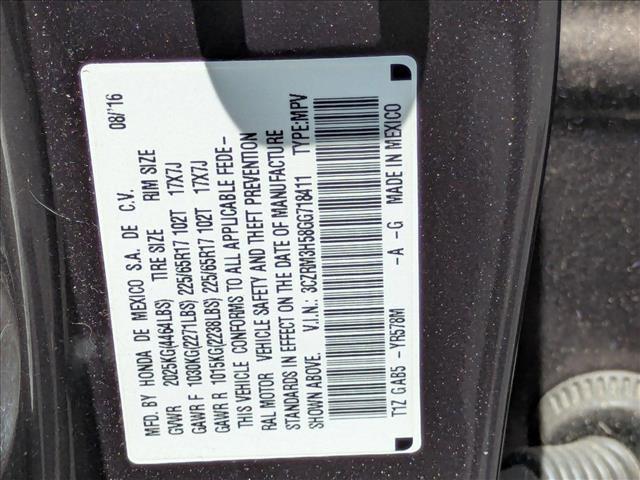 MFD. BY HONDA DE MEXICO S.A. DE C.V. 08/'16
GVWR 2025KG(4464LBS) TIRE SIZE RIM SIZE
GAWR F 1030KG(2271LBS) 225/65R17 102T 17X7J
GAWR R 1015KG(2238LBS) 225/65R17 102T 17X7J
THIS VEHICLE CONFORMS TO ALL APPLICABLE FEDE-
RAL MOTOR VEHICLE SAFETY AND THEFT PREVENTION
STANDARDS IN EFFECT ON THE DATE OF MANUFACTURE
SHOWN ABOVE. V.I.N.: 3CZRM3H58GG718411 TYPE:MPV
T1Z GAB5 -YR578M -A -G MADE IN MEXICO